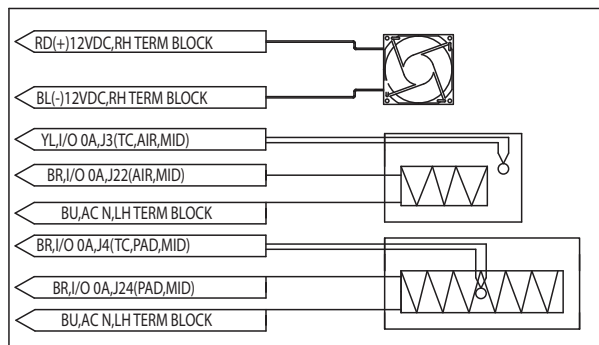 RD(+)12VDC,RH TERM BLOCK
BL(-)12VDC,RH TERM BLOCK
YL,I/O 0A,J3(TC,AIR,MID)
BR,I/O 0A,J22(AIR,MID)
BU,AC N,LH TERM BLOCK
BR,I/O 0A,J4(TC,PAD,MID)
BR,I/O 0A,J24(PAD,MID)
BU,AC N,LH TERM BLOCK